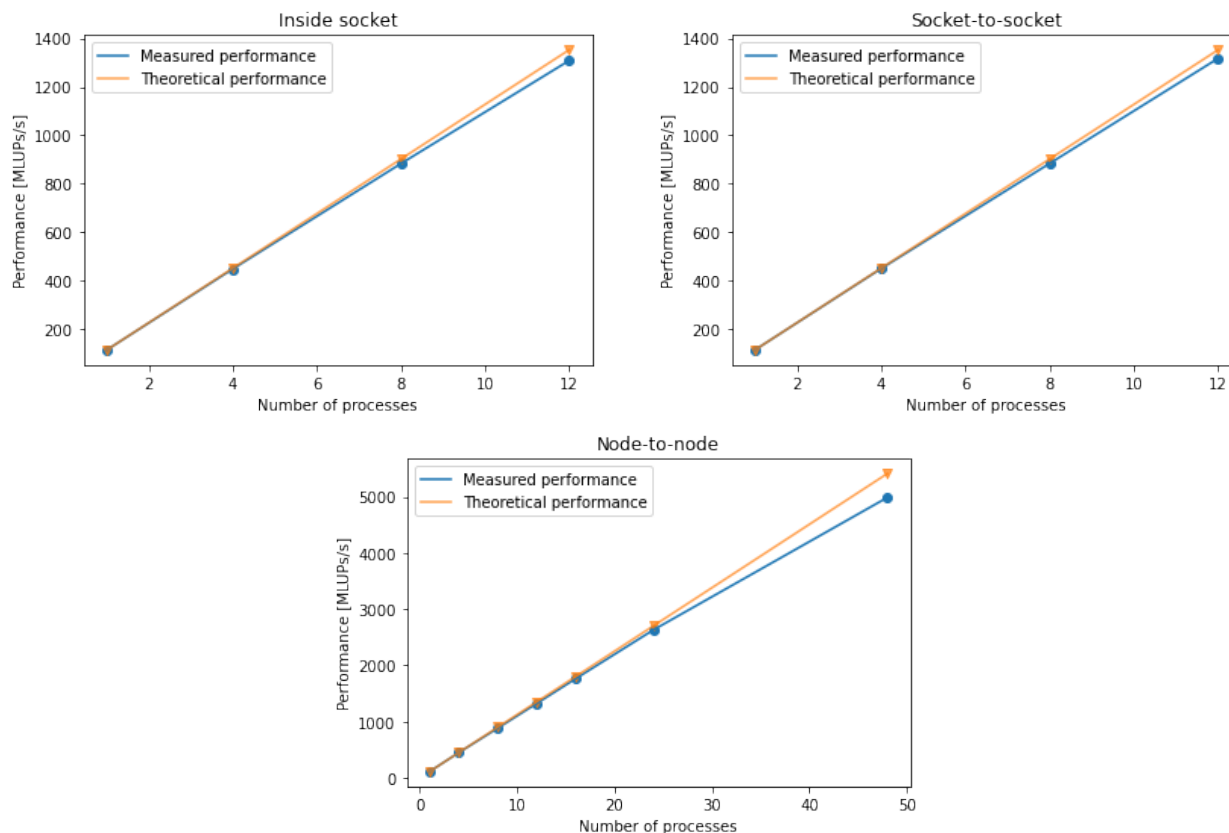 Inside socket
Measured performance
Theoretical performance
1400
1200
1000
800
600
400
200
Performance [MLUPs/s]
2
4
6
8
10
12
Number of processes
Socket-to-socket
Measured performance
Theoretical performance
1400
1200
1000
800
600
400
200
Performance [MLUPs/s]
2
4
6
8
10
12
Number of processes
Node-to-node
Measured performance
Theoretical performance
5000
4000
3000
2000
1000
0
Performance [MLUPs/s]
0
10
20
30
40
50
Number of processes